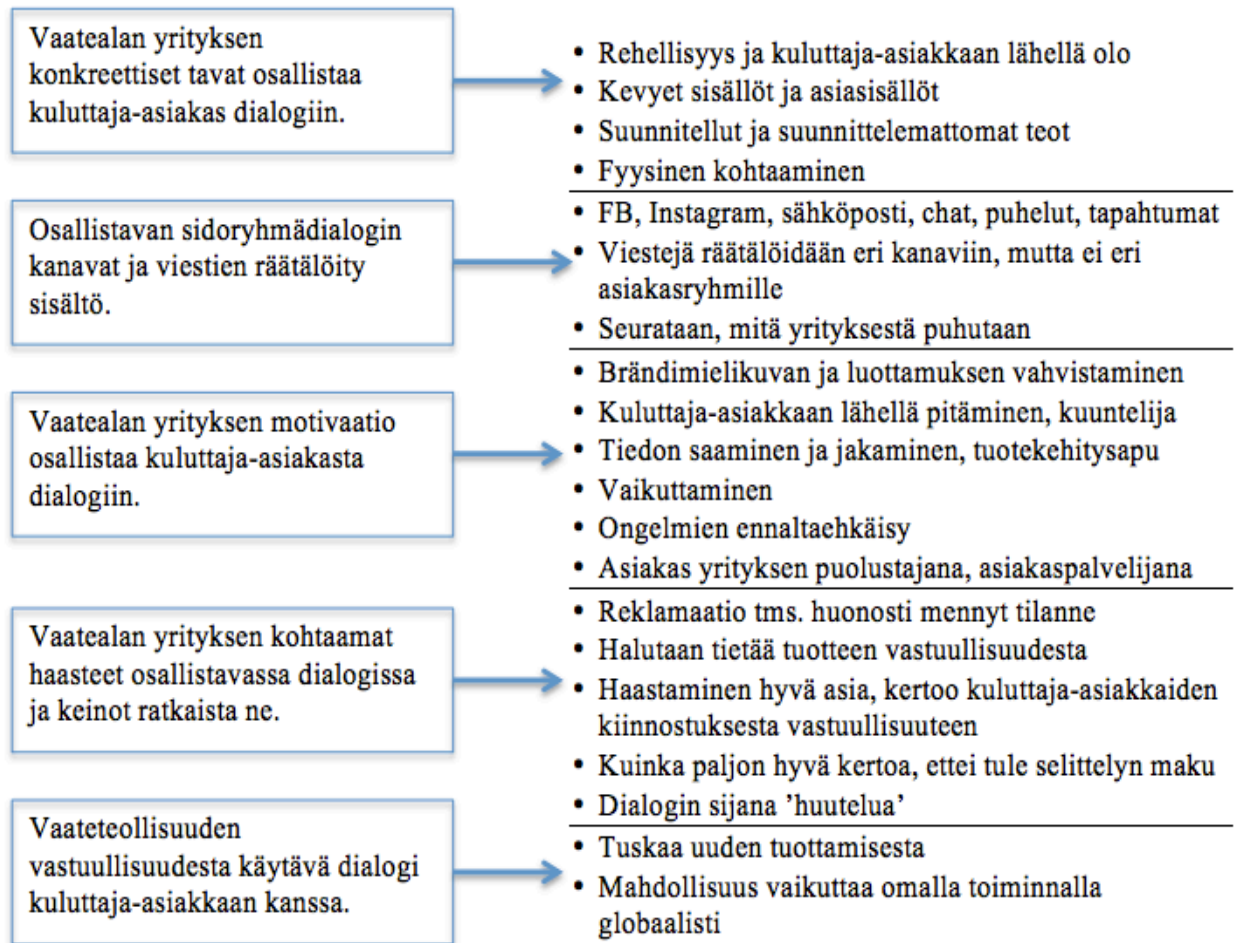 Vaatealan yrityksen
konkreettiset tavat osallistaa
kuluttaja-asiakas dialogiin.
• Rehellisyys ja kuluttaja-asiakkaan lähellä olo
• Kevyet sisällöt ja asiasisällöt
• Suunnitellut ja suunnittelemattomat teot
• Fyysinen kohtaaminen
Osallistavan sidoryhmädialogin
kanavat ja viestien räätälöity
sisältö.
• FB, Instagram, sähköposti, chat, puhelut, tapahtumat
• Viestejä räätälöidään eri kanaviin, mutta ei eri
asiakasryhmille
• Seurataan, mitä yrityksestä puhutaan
Vaatealan yrityksen motivaatio
osallistaa kuluttaja-asiakasta
dialogiin.
• Brändimielikuvan ja luottamuksen vahvistaminen
• Kuluttaja-asiakkaan lähellä pitäminen, kuuntelija
• Tiedon saaminen ja jakaminen, tuotekehitysapu
• Vaikuttaminen
• Ongelmien ennaltaehkäisy
• Asiakas yrityksen puolustajana, asiakaspalvelijana
Vaatealan yrityksen kohtaamat
haasteet osallistavassa dialogissa
ja keinot ratkaista ne.
• Reklamaatio tms. huonosti mennyt tilanne
• Halutaan tietää tuotteen vastuullisuudesta
• Haastaminen hyvä asia, kertoo kuluttaja-asiakkaiden
kiinnostuksesta vastuullisuuteen
• Kuinka paljon hyvä kertoa, ettei tule selittelyn maku
• Dialogin sijana 'huutelua'
Vaateteollisuuden
vastuullisuudesta käytävä dialogi
kuluttaja-asiakkaan kanssa.
• Tuskaa uuden tuottamisesta
• Mahdollisuus vaikuttaa omalla toiminnalla
globaalisti